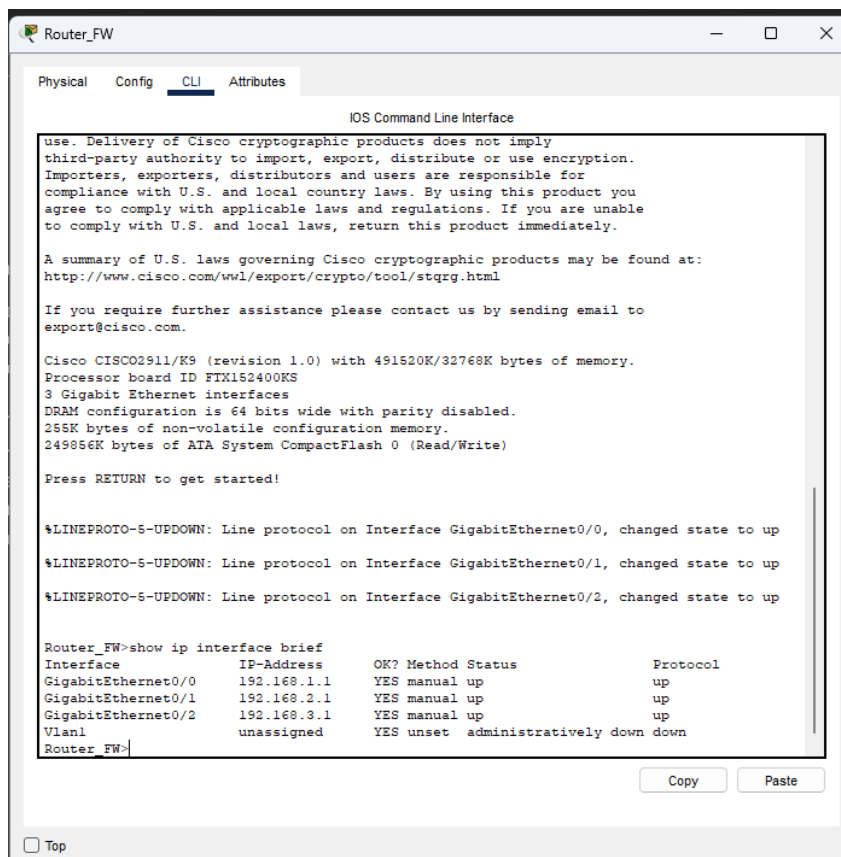 Router_FW
Physical Config CLI Attributes
IOS Command Line Interface
use. Delivery of Cisco cryptographic products does not imply
third-party authority to import, export, distribute or use encryption.
Importers, exporters, distributors and users are responsible for
compliance with U.S. and local country laws. By using this product you
agree to comply with applicable laws and regulations. If you are unable
to comply with U.S. and local laws, return this product immediately.
A summary of U.S. laws governing Cisco cryptographic products may be found at:
http://www.cisco.com/wwl/export/crypto/tool/stqrg.html
If you require further assistance please contact us by sending email to
export@cisco.com.
Cisco CISCO2911/K9 (revision 1.0) with 491520K/32768K bytes of memory.
Processor board ID FTX152400KS
3 Gigabit Ethernet interfaces
DRAM configuration is 64 bits wide with parity disabled.
255K bytes of non-volatile configuration memory.
249856K bytes of ATA System CompactFlash 0 (Read/Write)
Press RETURN to get started!
%LINEPROTO-5-UPDOWN: Line protocol on Interface GigabitEthernet0/0, changed state to up
%LINEPROTO-5-UPDOWN: Line protocol on Interface GigabitEthernet0/1, changed state to up
%LINEPROTO-5-UPDOWN: Line protocol on Interface GigabitEthernet0/2, changed state to up
Router_FW>show ip interface brief
Interface IP-Address OK? Method Status Protocol
GigabitEthernet0/0 192.168.1.1 YES manual up up
GigabitEthernet0/1 192.168.2.1 YES manual up up
GigabitEthernet0/2 192.168.3.1 YES manual up up
Vlan1 unassigned YES unset administratively down down
Router_FW>
Copy Paste
Top